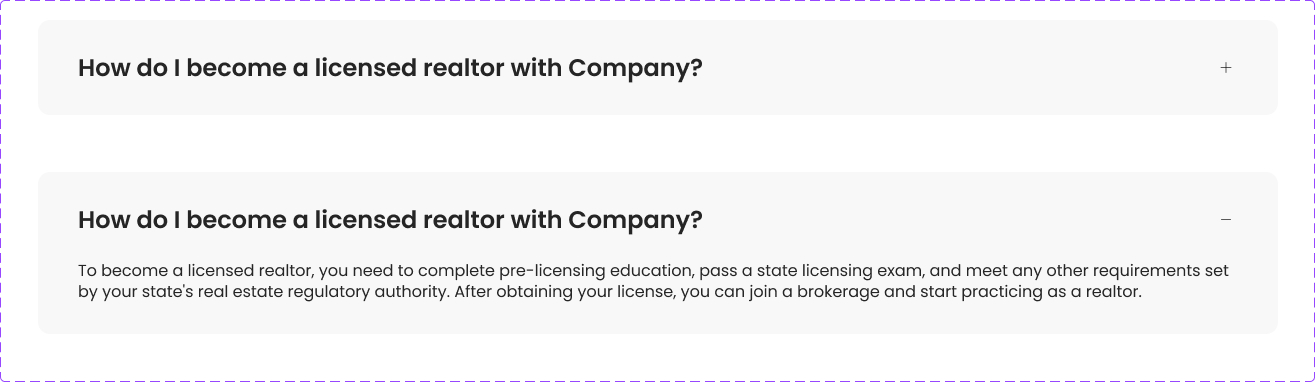 How do I become a licensed realtor with Company?
+
How do I become a licensed realtor with Company?
−
To become a licensed realtor, you need to complete pre-licensing education, pass a state licensing exam, and meet any other requirements set
by your state's real estate regulatory authority. After obtaining your license, you can join a brokerage and start practicing as a realtor.